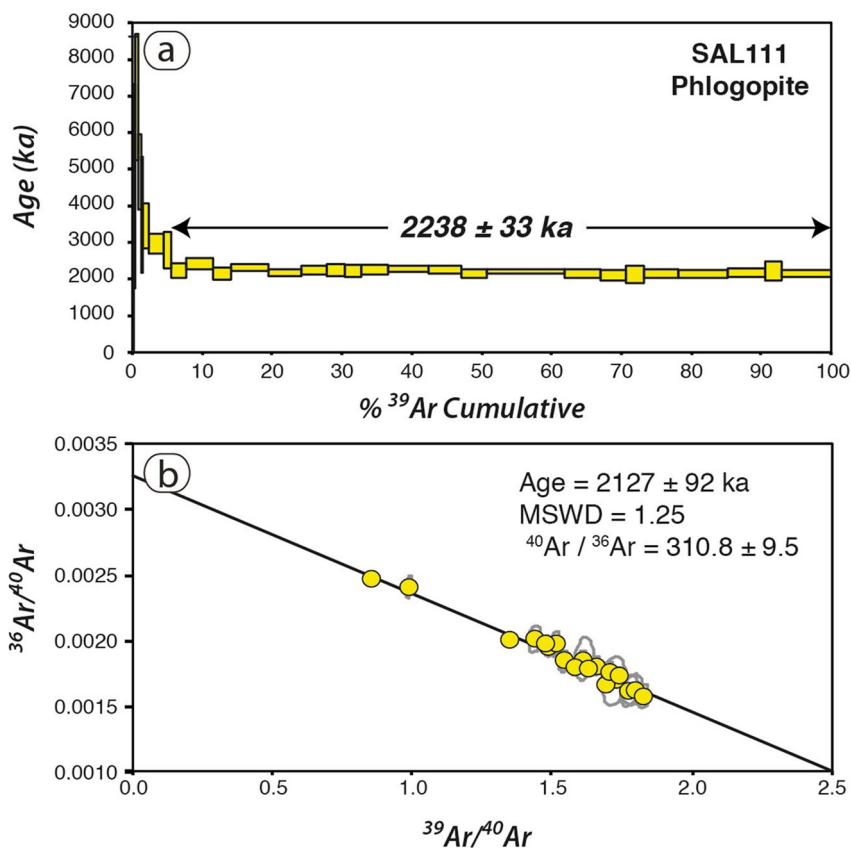 9000
8000
7000
6000
5000
4000
3000
2000
1000
0
Age (ka)
a
SAL111
Phlogopite
2238 ± 33 ka
0 10 20 30 40 50 60 70 80 90 100
% ³⁹Ar Cumulative
0.0035
0.0030
0.0025
0.0020
0.0015
0.0010
³⁶Ar/⁴⁰Ar
b
Age = 2127 ± 92 ka
MSWD = 1.25
⁴⁰Ar / ³⁶Ar = 310.8 ± 9.5
0.0 0.5 1.0 1.5 2.0 2.5
³⁹Ar/⁴⁰Ar